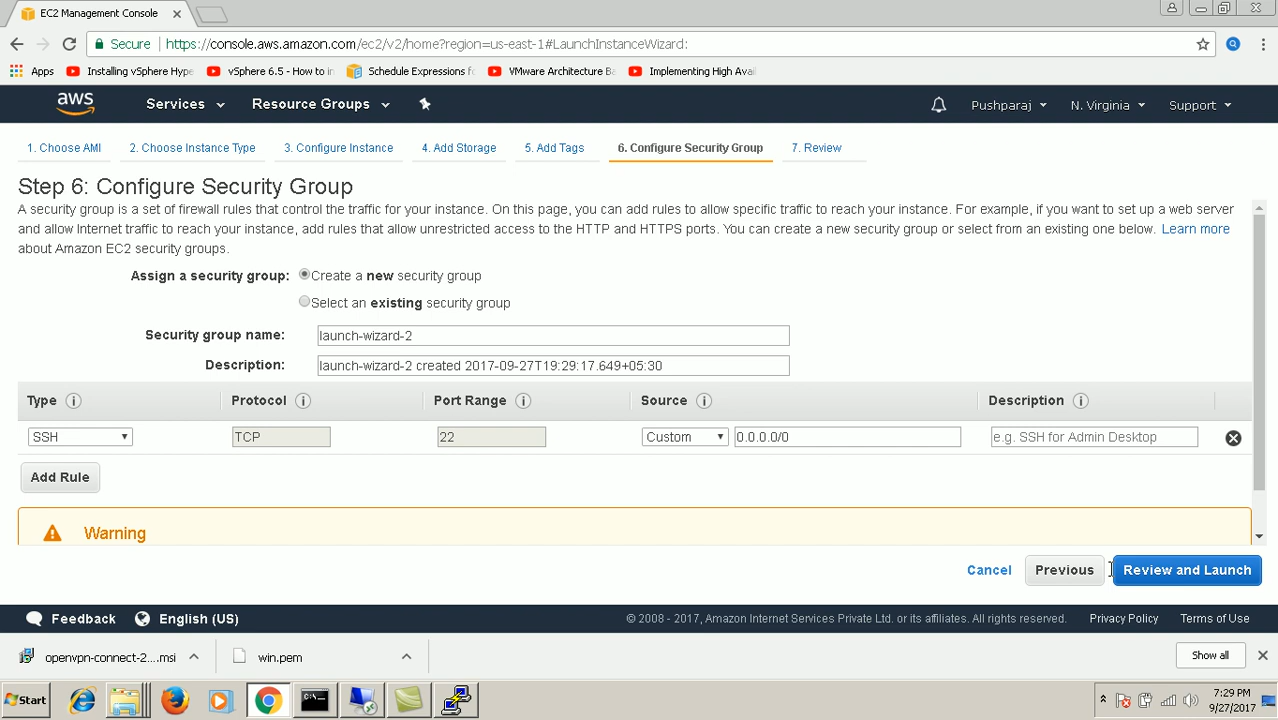 EC2 Management Console
Secure https://console.aws.amazon.com/ec2/v2/home?region=us-east-1#LaunchInstanceWizard:
Apps Installing vSphere Hype vSphere 6.5 - How to in Schedule Expressions fo VMware Architecture Ba Implementing High Avai
aws Services Resource Groups Pushparaj N. Virginia Support
1. Choose AMI 2. Choose Instance Type 3. Configure Instance 4. Add Storage 5. Add Tags 6. Configure Security Group 7. Review
Step 6: Configure Security Group
A security group is a set of firewall rules that control the traffic for your instance. On this page, you can add rules to allow specific traffic to reach your instance. For example, if you want to set up a web server
and allow Internet traffic to reach your instance, add rules that allow unrestricted access to the HTTP and HTTPS ports. You can create a new security group or select from an existing one below. Learn more
about Amazon EC2 security groups.
Assign a security group: Create a new security group
Select an existing security group
Security group name: launch-wizard-2
Description: launch-wizard-2 created 2017-09-27T19:29:17.649+05:30
Type i Protocol i Port Range i Source i Description i
SSH TCP 22 Custom 0.0.0.0/0 e.g. SSH for Admin Desktop
Add Rule
Warning
Cancel Previous Review and Launch
Feedback English (US) © 2008 - 2017, Amazon Internet Services Private Ltd. or its affiliates. All rights reserved. Privacy Policy Terms of Use
openvpn-connect-2....msi win.pem Show all
Start 7:29 PM
9/27/2017